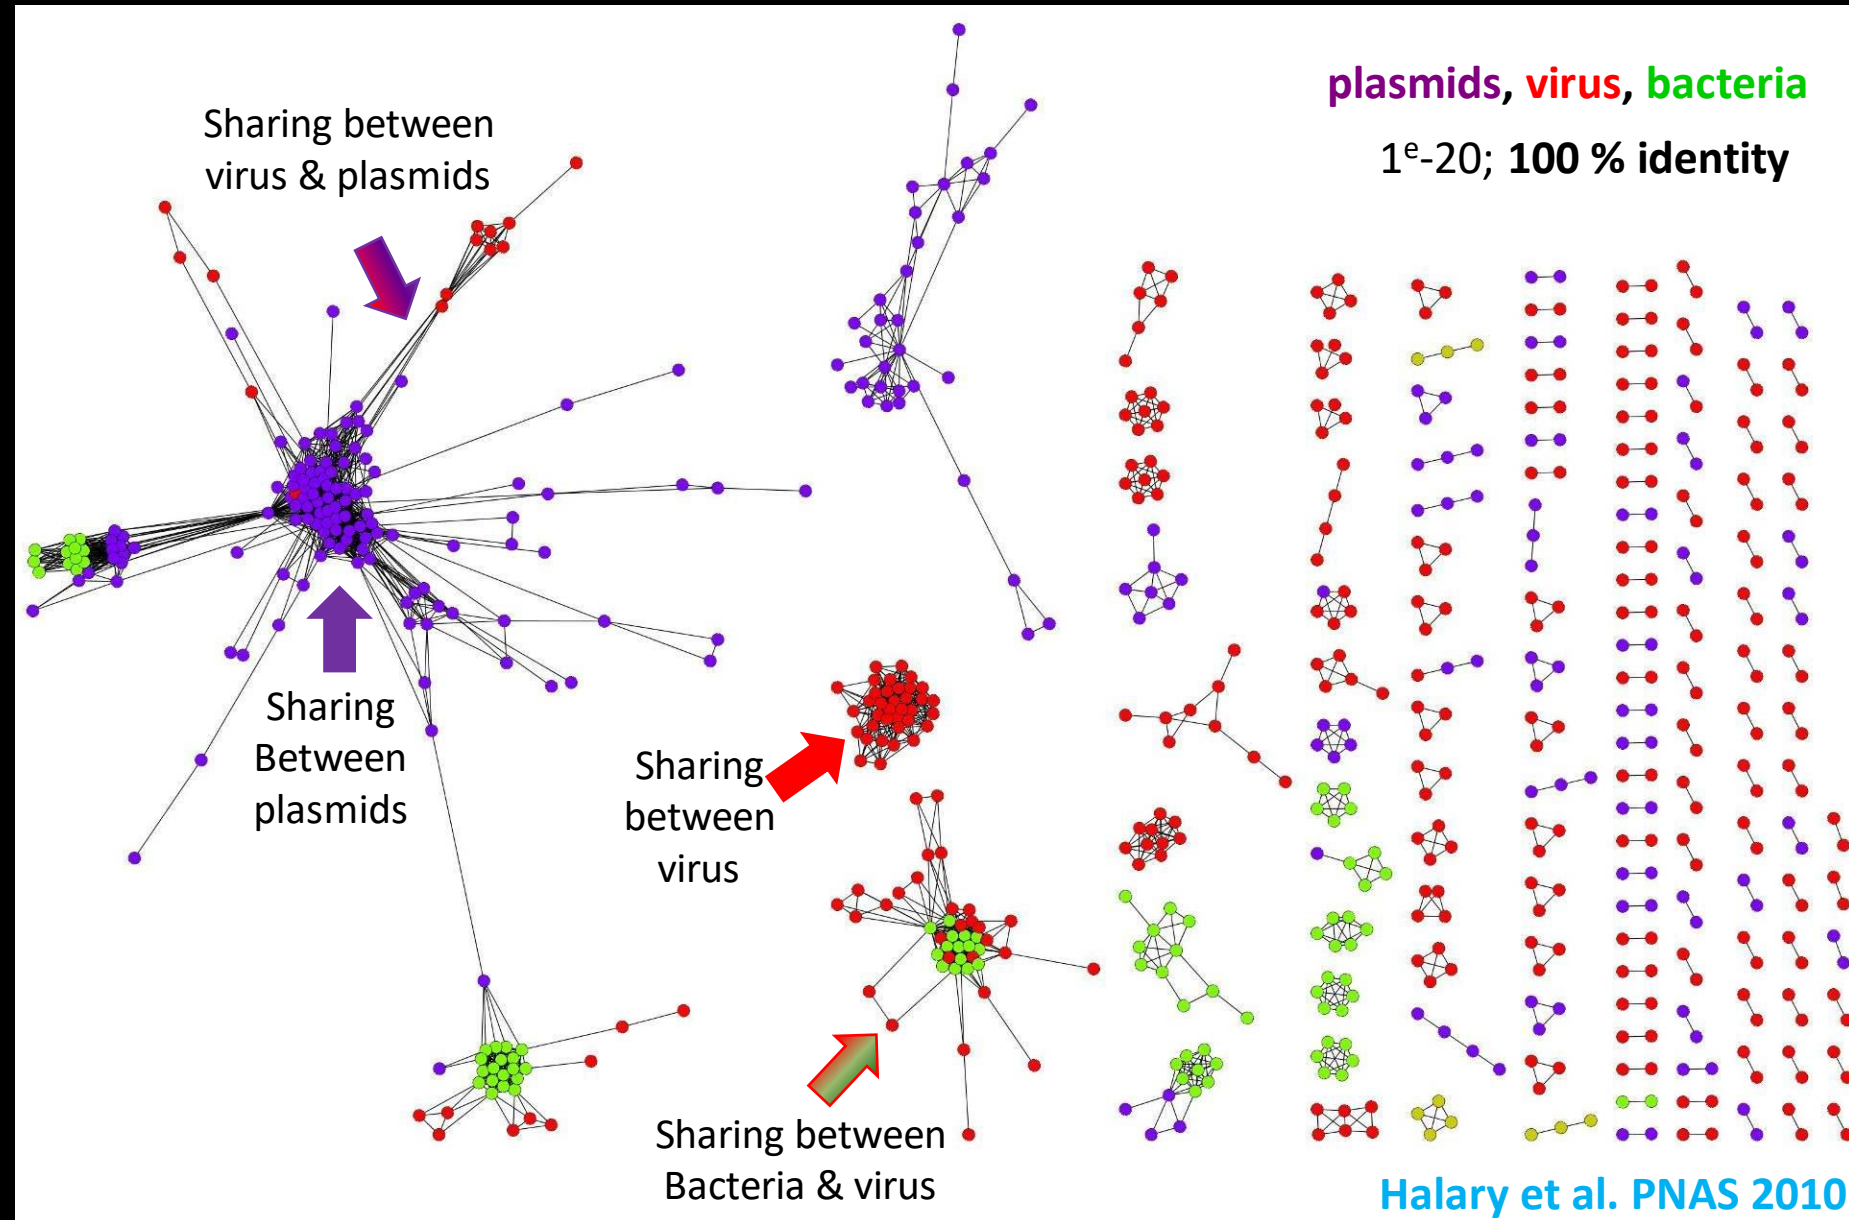 plasmids, virus, bacteria
1e-20; 100 % identity
Sharing between
virus & plasmids
Sharing
Between
plasmids
Sharing
between
virus
Sharing between
Bacteria & virus
Halary et al. PNAS 2010